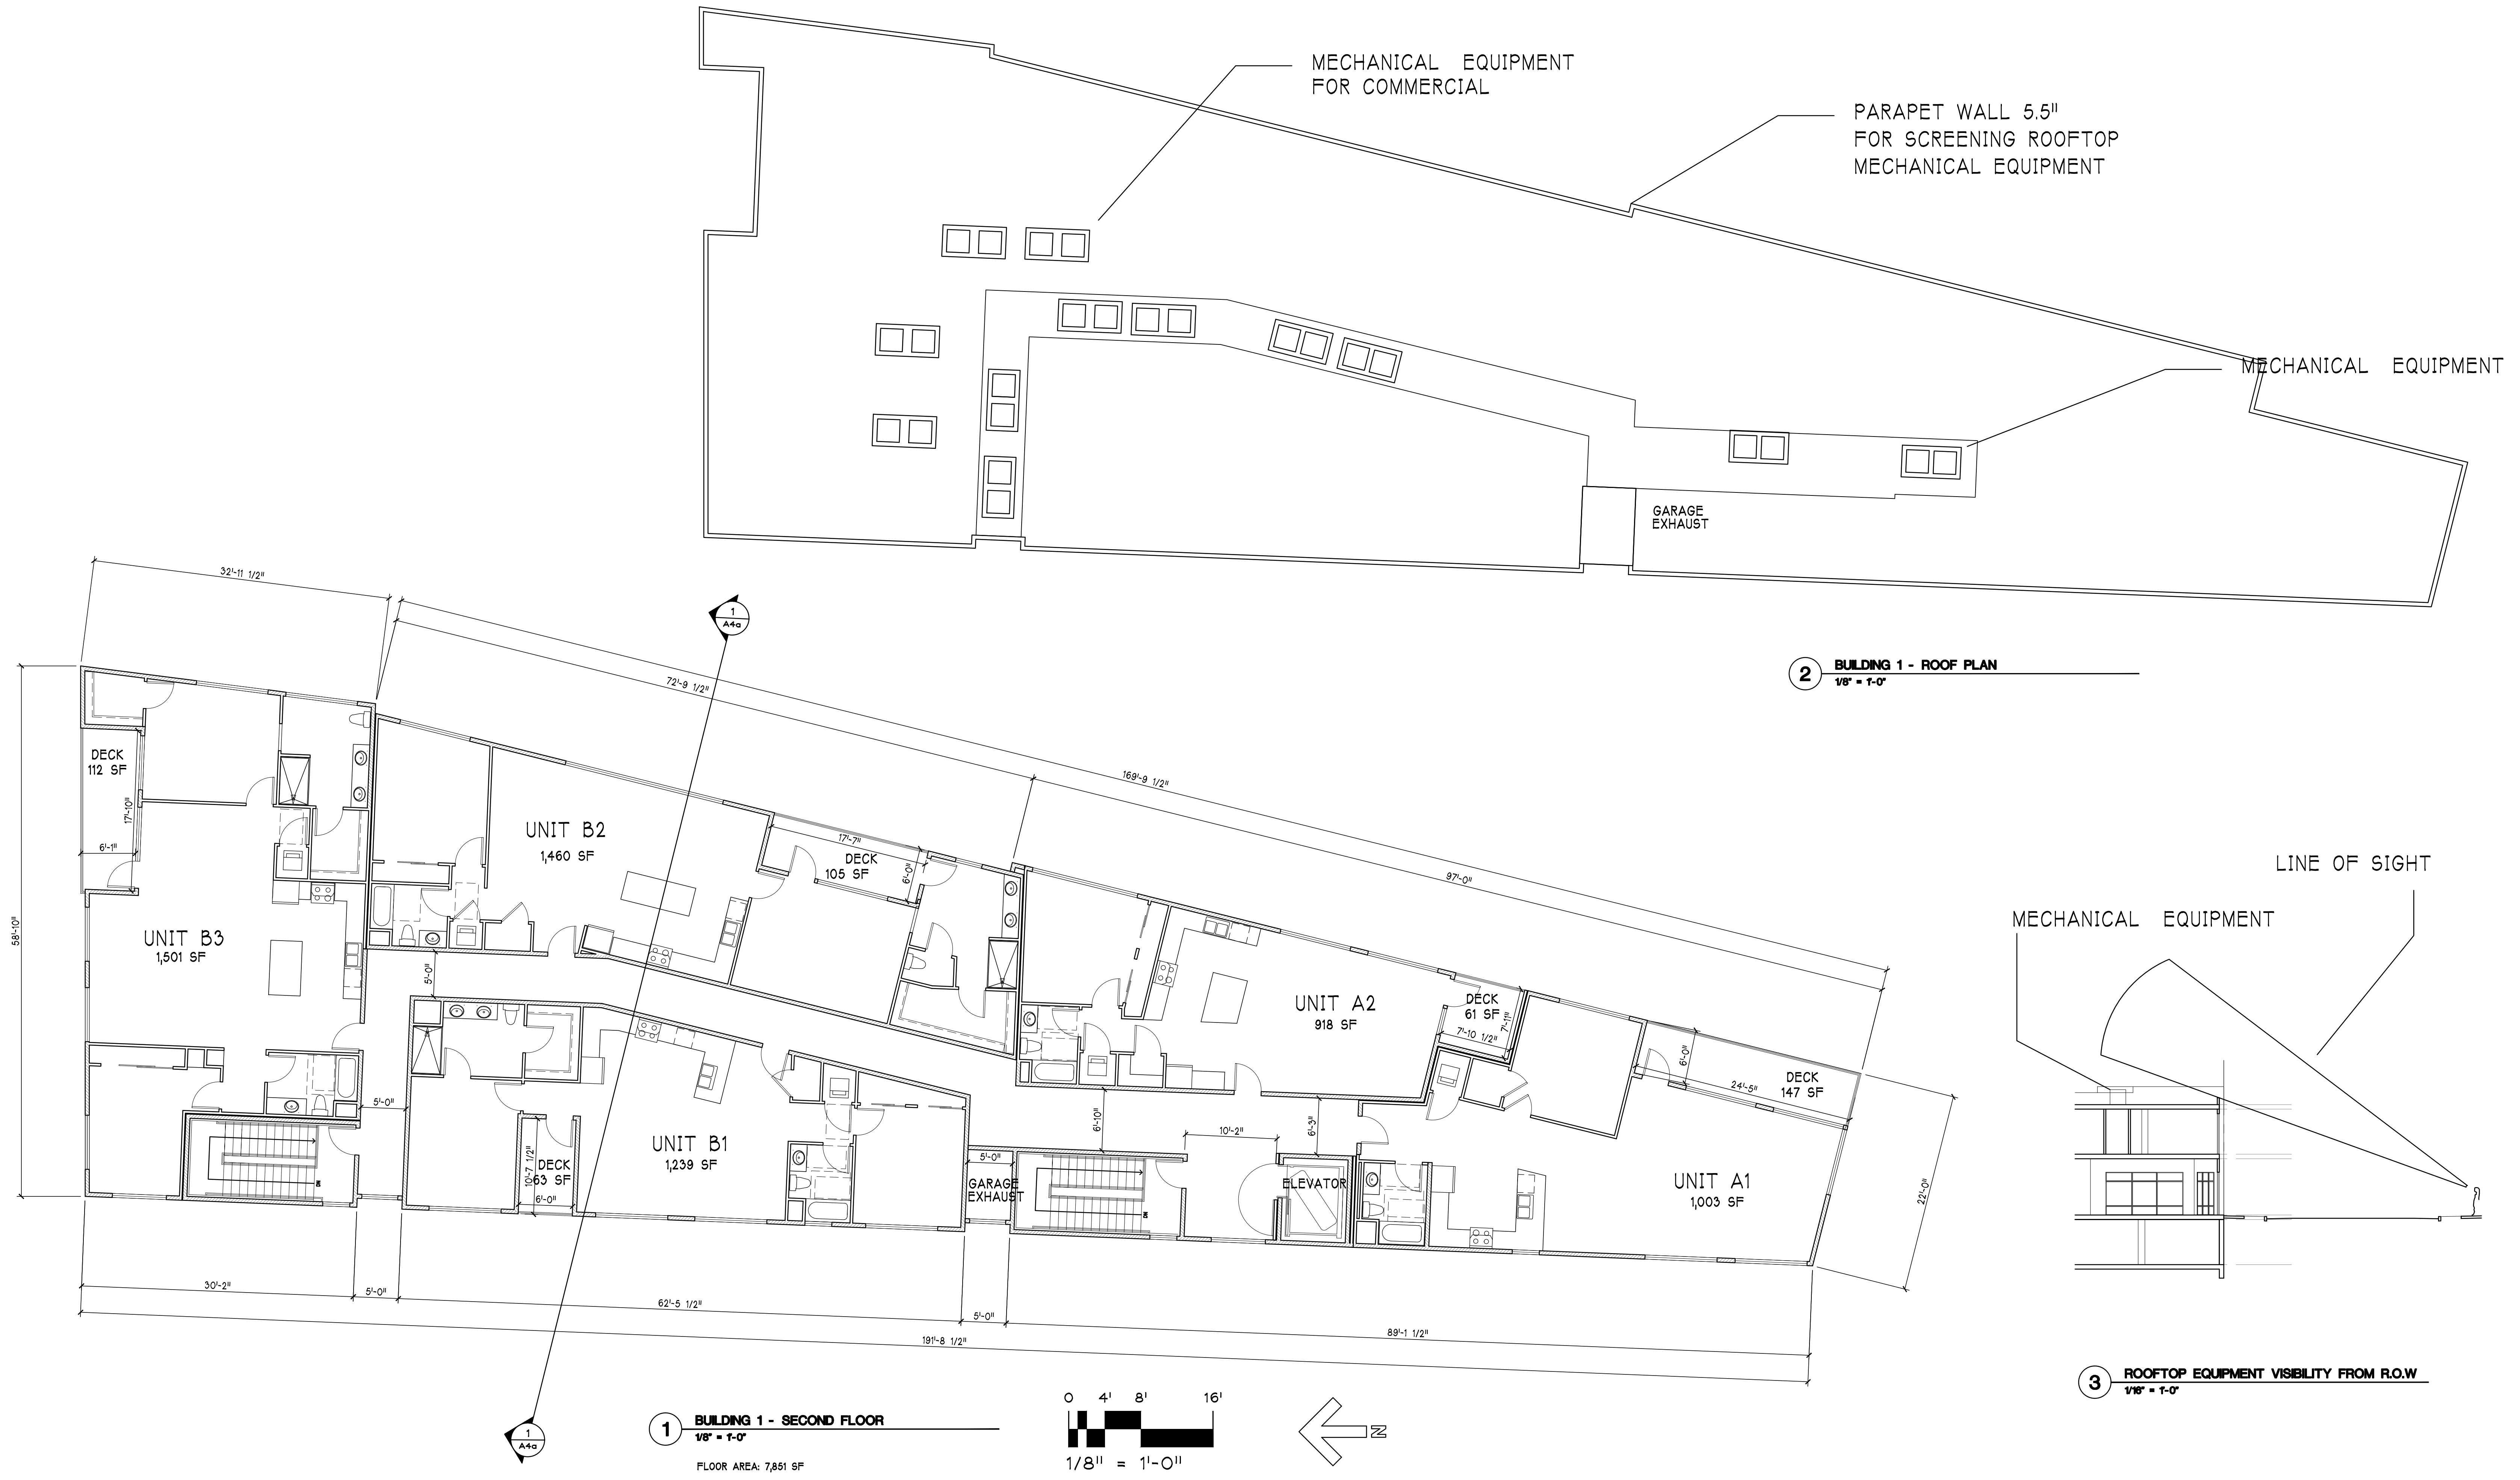 MECHANICAL EQUIPMENT
FOR COMMERCIAL
PARAPET WALL 5.5"
FOR SCREENING ROOFTOP
MECHANICAL EQUIPMENT
MECHANICAL EQUIPMENT
GARAGE
EXHAUST
2
BUILDING 1 - ROOF PLAN
1/8" = 1'-0"
32'-11 1/2"
1
A4a
72'-9 1/2"
169'-9 1/2"
97'-0"
58'-10"
DECK
112 SF
17'-10"
6'-1"
UNIT B3
1,501 SF
UNIT B2
1,460 SF
17'-7"
DECK
105 SF
6'-0"
5'-0"
UNIT A2
918 SF
DECK
61 SF
7'-10 1/2"
7'-11"
6'-0"
24'-5"
DECK
147 SF
5'-0"
DN
10'-7 1/2"
DECK
63 SF
6'-0"
UNIT B1
1,239 SF
5'-0"
GARAGE
EXHAUST
6'-10"
DN
10'-2"
6'-3"
ELEVATOR
UNIT A1
1,003 SF
22'-0"
30'-2"
5'-0"
62'-5 1/2"
5'-0"
89'-1 1/2"
191'-8 1/2"
1
A4a
1
BUILDING 1 - SECOND FLOOR
1/8" = 1'-0"
FLOOR AREA: 7,851 SF
0 4' 8' 16'
1/8" = 1'-0"
N
LINE OF SIGHT
MECHANICAL EQUIPMENT
3
ROOFTOP EQUIPMENT VISIBILITY FROM R.O.W
1/16" = 1'-0"